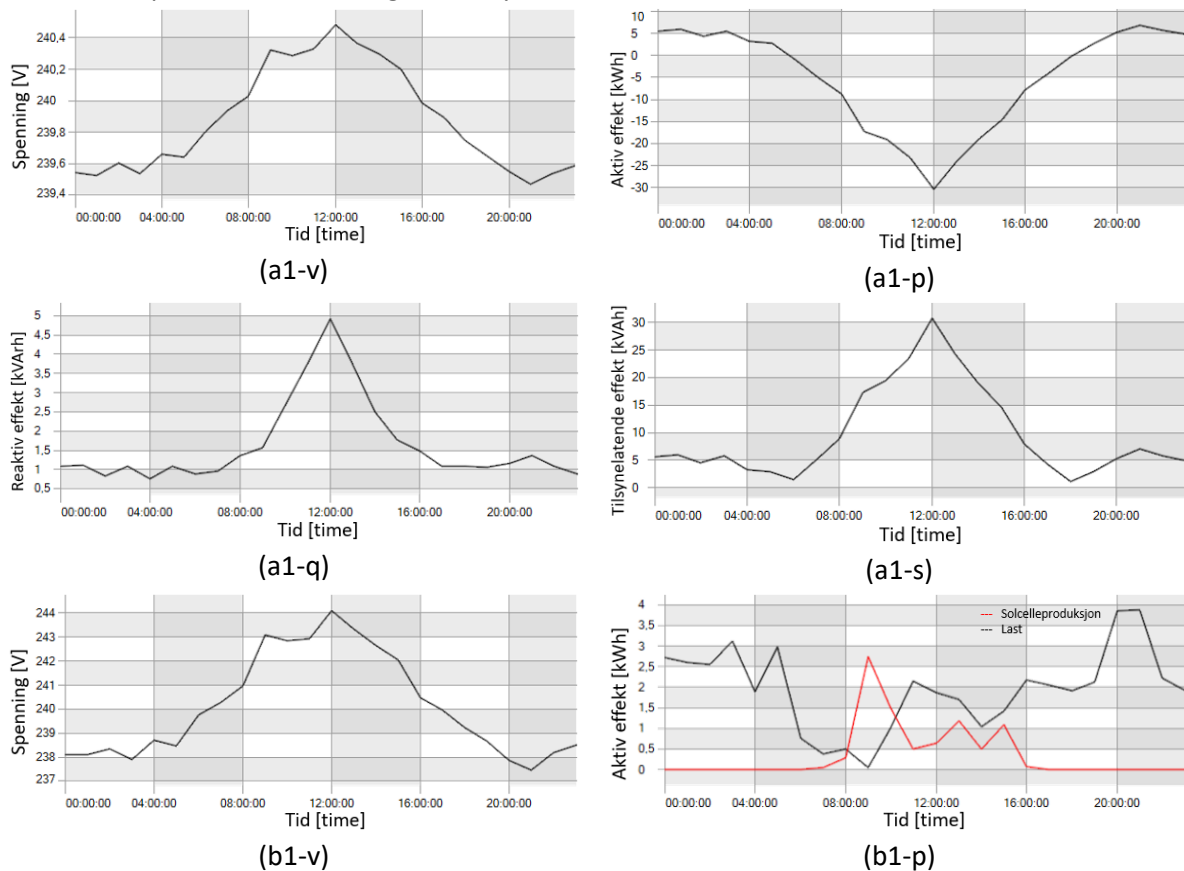 Spenning [V]
240,4
240,2
240
239,8
239,6
239,4
00:00:00 04:00:00 08:00:00 12:00:00 16:00:00 20:00:00
Tid [time]
(a1-v)
Aktiv effekt [kWh]
10
5
0
-5
-10
-15
-20
-25
-30
00:00:00 04:00:00 08:00:00 12:00:00 16:00:00 20:00:00
Tid [time]
(a1-p)
Reaktiv effekt [kVArh]
5
4,5
4
3,5
3
2,5
2
1,5
1
0,5
00:00:00 04:00:00 08:00:00 12:00:00 16:00:00 20:00:00
Tid [time]
(a1-q)
Tilsynelatende effekt [kVAh]
30
25
20
15
10
5
0
00:00:00 04:00:00 08:00:00 12:00:00 16:00:00 20:00:00
Tid [time]
(a1-s)
Spenning [V]
244
243
242
241
240
239
238
237
00:00:00 04:00:00 08:00:00 12:00:00 16:00:00 20:00:00
Tid [time]
(b1-v)
Aktiv effekt [kWh]
4
3,5
3
2,5
2
1,5
1
0,5
0
Solcelleproduksjon
Last
00:00:00 04:00:00 08:00:00 12:00:00 16:00:00 20:00:00
Tid [time]
(b1-p)